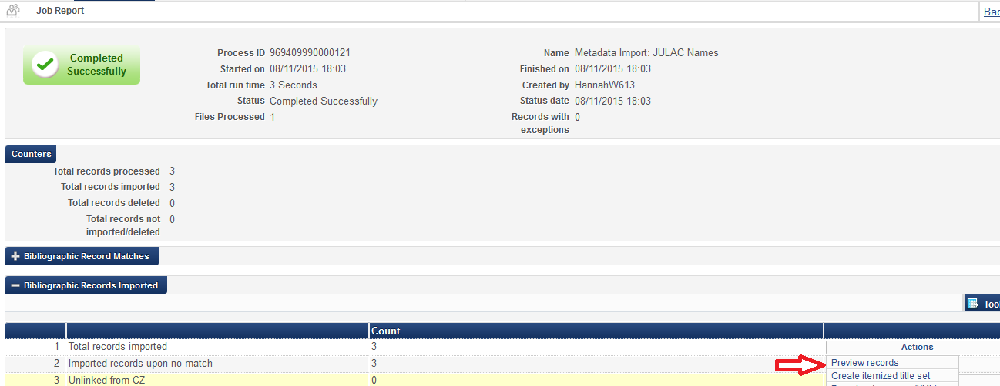 Job Report
Bac
Completed
Successfully
Process ID 969409990000121
Name Metadata Import: JULAC Names
Started on 08/11/2015 18:03
Finished on 08/11/2015 18:03
Total run time 3 Seconds
Created by HannahW613
Status Completed Successfully
Status date 08/11/2015 18:03
Files Processed 1
Records with
exceptions 0
Counters
Total records processed 3
Total records imported 3
Total records deleted 0
Total records not
imported/deleted 0
Bibliographic Record Matches
Bibliographic Records Imported
Tool
Count
1 Total records imported 3 Actions
2 Imported records upon no match 3 Preview records
Create itemized title set
3 Unlinked from CZ 0